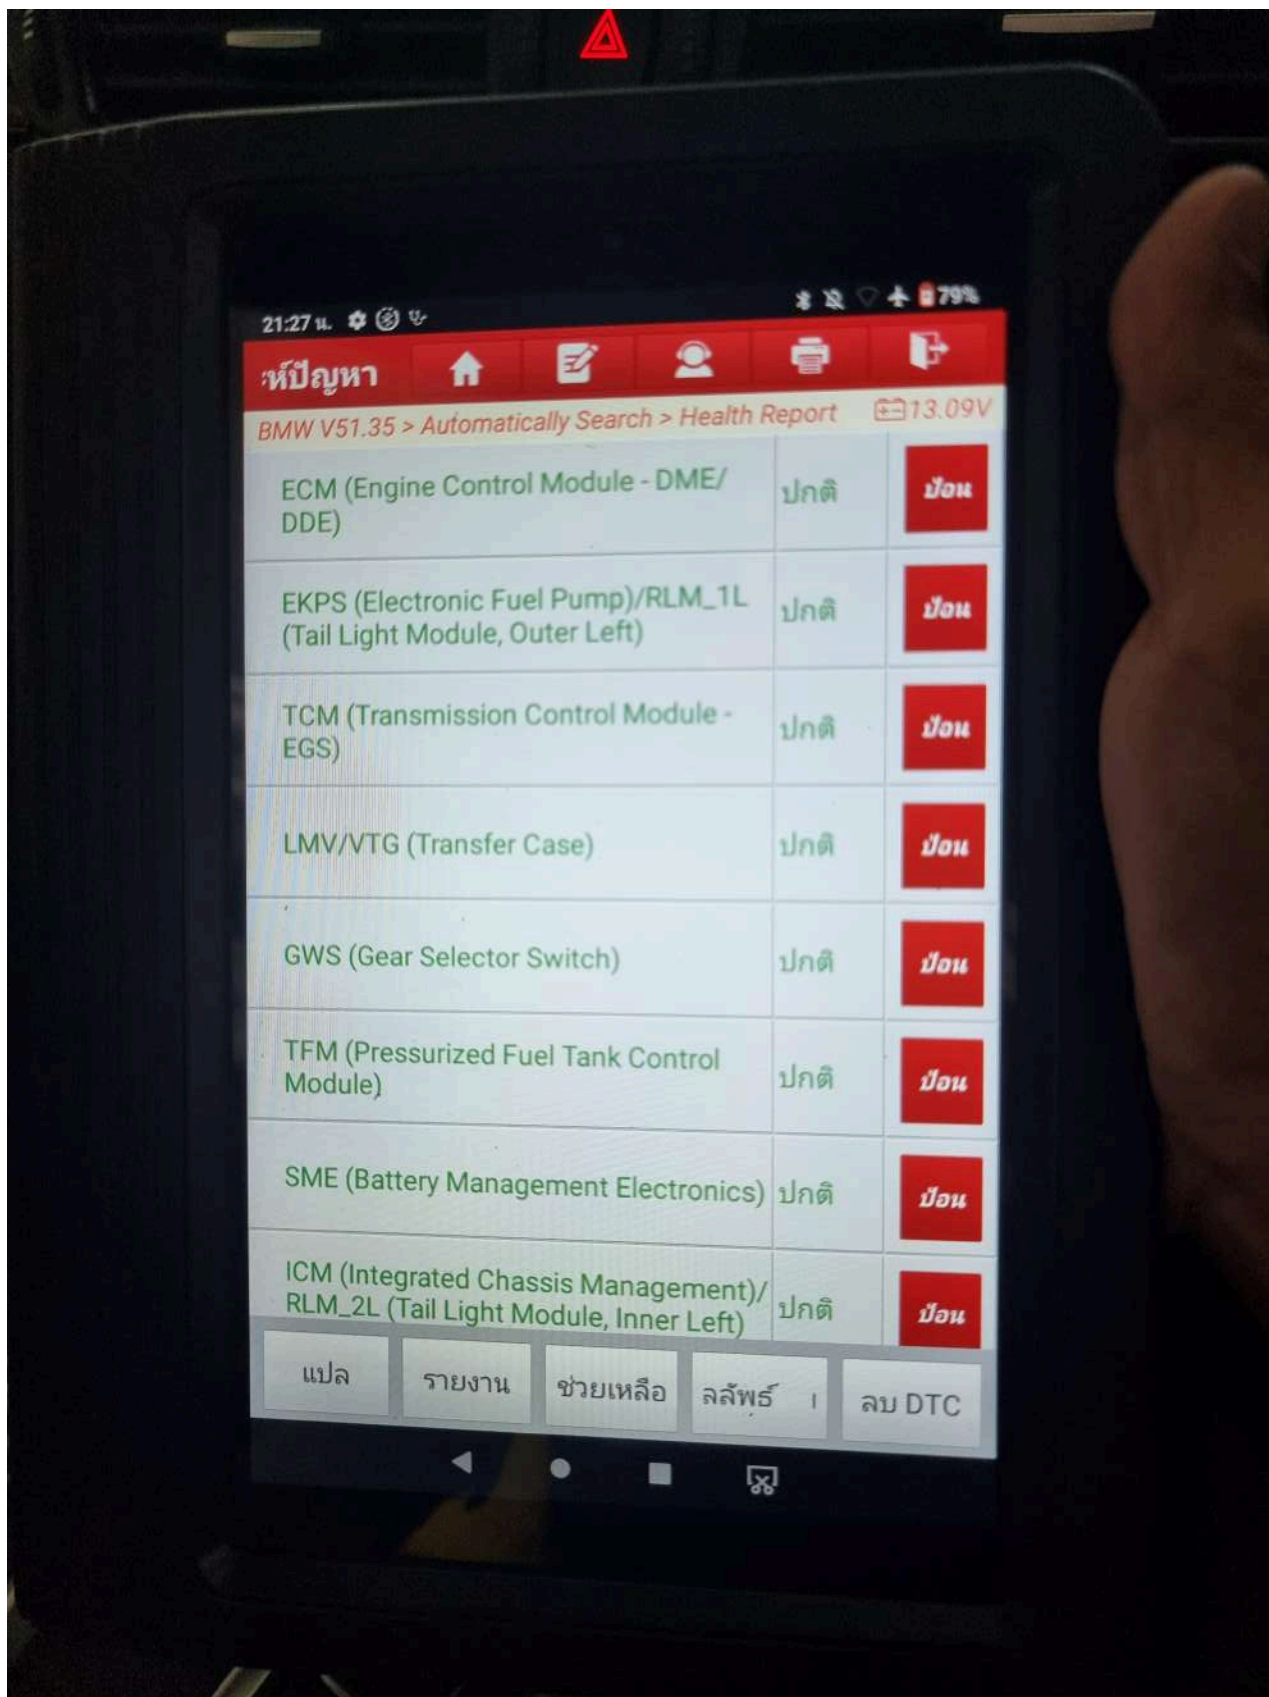 21:27 น.
79%
ห์ปัญหา
BMW V51.35 > Automatically Search > Health Report
13.09V
ECM (Engine Control Module - DME/
DDE)
ปกติ
ป้อน
EKPS (Electronic Fuel Pump)/RLM_1L
(Tail Light Module, Outer Left)
ปกติ
ป้อน
TCM (Transmission Control Module -
EGS)
ปกติ
ป้อน
LMV/VTG (Transfer Case)
ปกติ
ป้อน
GWS (Gear Selector Switch)
ปกติ
ป้อน
TFM (Pressurized Fuel Tank Control
Module)
ปกติ
ป้อน
SME (Battery Management Electronics)
ปกติ
ป้อน
ICM (Integrated Chassis Management)/
RLM_2L (Tail Light Module, Inner Left)
ปกติ
ป้อน
แปล
รายงาน
ช่วยเหลือ
ลลัพธ์
ลบ DTC